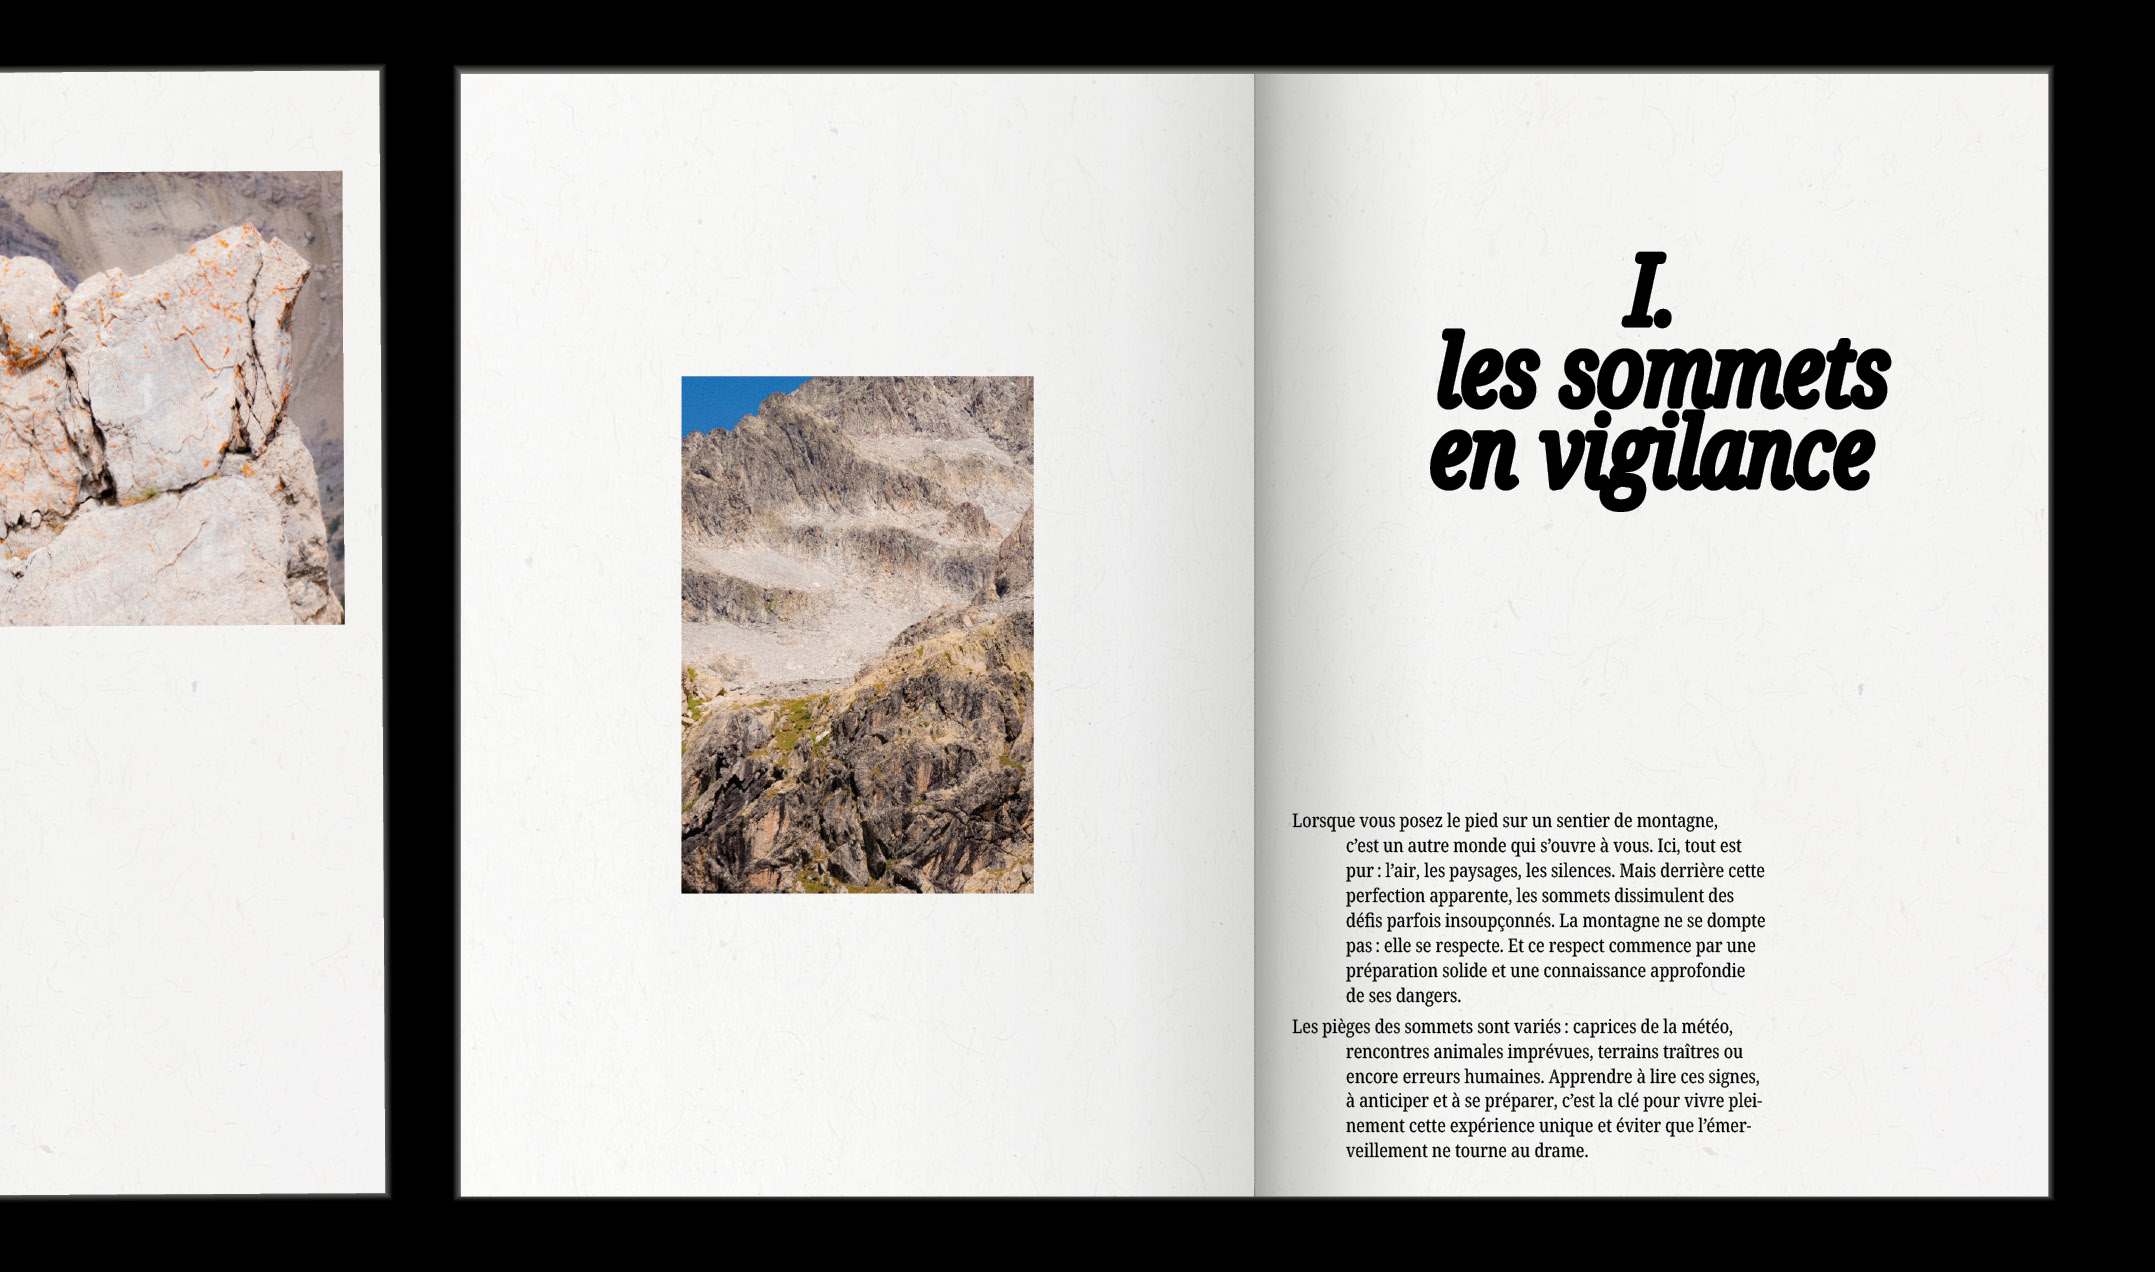 I.
les sommets
en vigilance
Lorsque vous posez le pied sur un sentier de montagne,
c’est un autre monde qui s’ouvre à vous. Ici, tout est
pur : l’air, les paysages, les silences. Mais derrière cette
perfection apparente, les sommets dissimulent des
défis parfois insoupçonnés. La montagne ne se dompte
pas : elle se respecte. Et ce respect commence par une
préparation solide et une connaissance approfondie
de ses dangers.
Les pièges des sommets sont variés : caprices de la météo,
rencontres animales imprévues, terrains traîtres ou
encore erreurs humaines. Apprendre à lire ces signes,
à anticiper et à se préparer, c’est la clé pour vivre plei-
nement cette expérience unique et éviter que l’émer-
veillement ne tourne au drame.